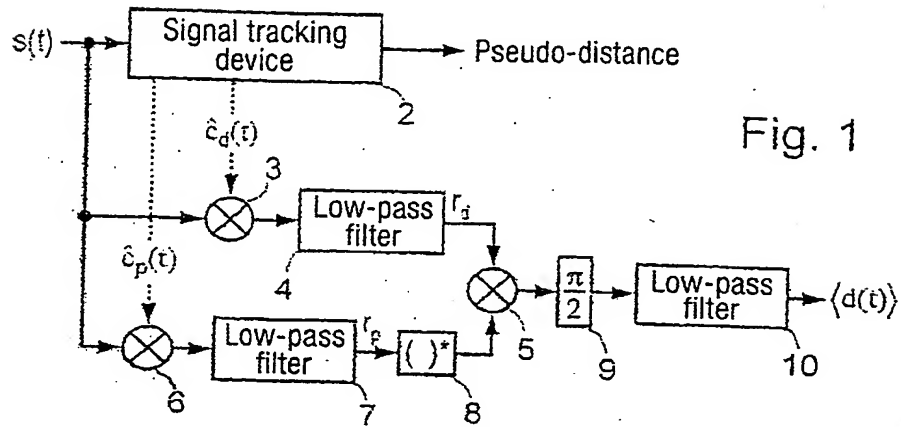 s(t)
Signal tracking
device
Pseudo-distance
2
Fig. 1
ĉd(t)
3
Low-pass
filter
rd
4
ĉp(t)
5
π
2
9
Low-pass
filter
⟨d(t)⟩
10
6
Low-pass
filter
rp
7
( )*
8